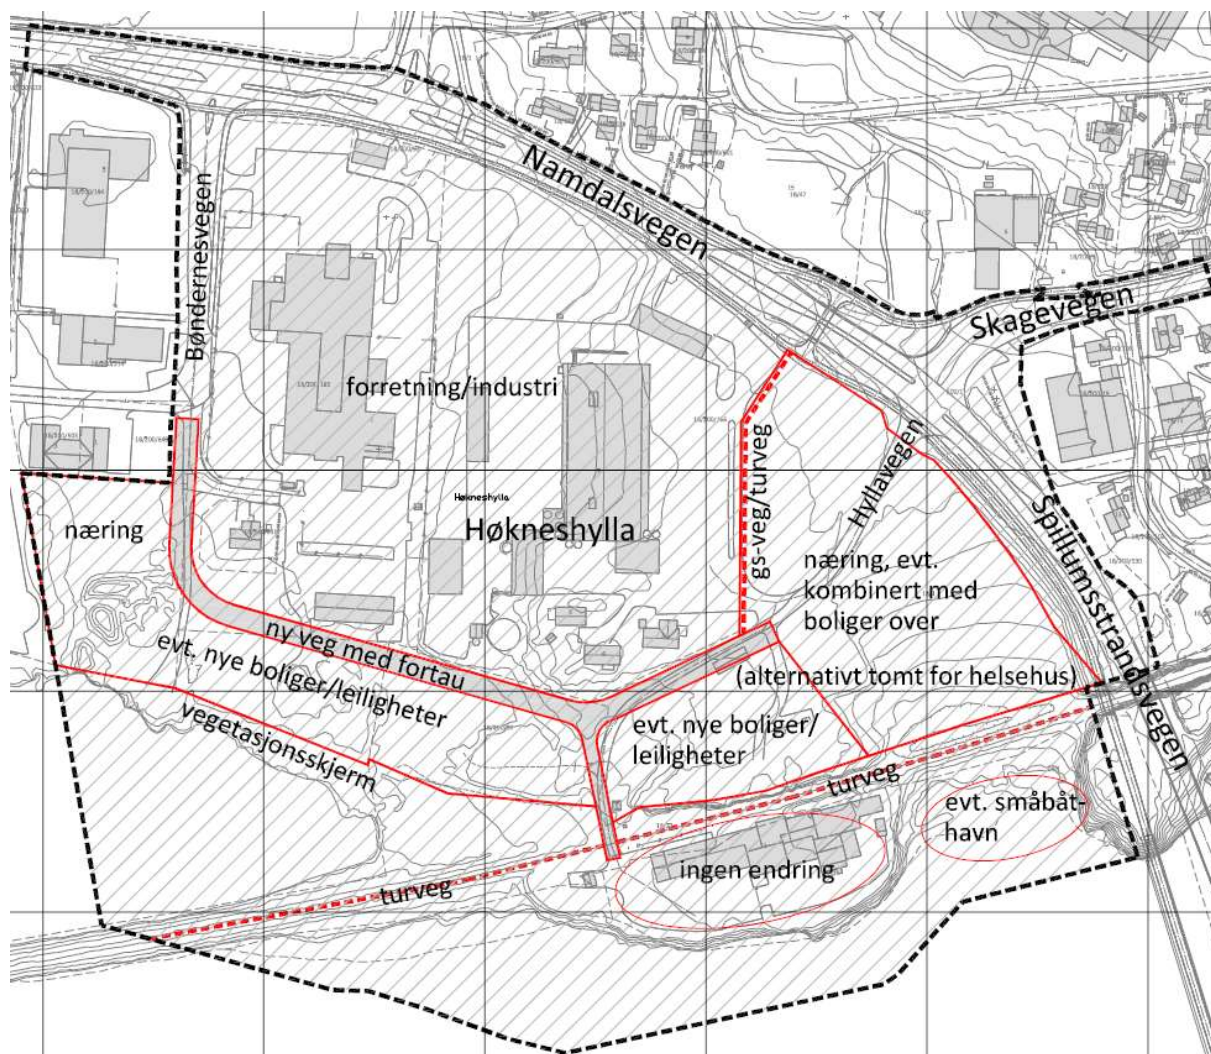 Namdalsvegen
Bøndernesvegen
Skagevegen
forretning/industri
gs-veg/turveg
Hyllavegen
Høkneshylla
Høkneshylla
næring
Spillumsstrandsvegen
næring, evt.
kombinert med
boliger over
(alternativt tomt for helsehus)
ny veg med fortau
evt. nye boliger/leiligheter
evt. nye boliger/
leiligheter
vegetasjonsskjerm
turveg
evt. småbåt-
havn
ingen endring
turveg